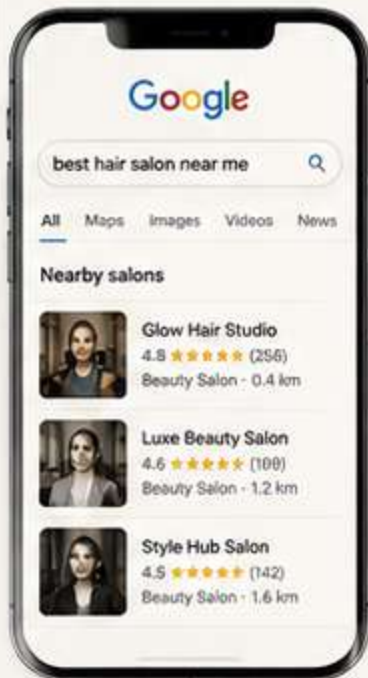 Google
best hair salon near me
All Maps Images Videos News
Nearby salons
Glow Hair Studio
4.8 ★★★★★ (256)
Beauty Salon · 0.4 km
Luxe Beauty Salon
4.6 ★★★★★
Beauty Salon · 1.2 km
Style Hub Salon
4.5 ★★★★★ (142)
Beauty Salon · 1.6 km